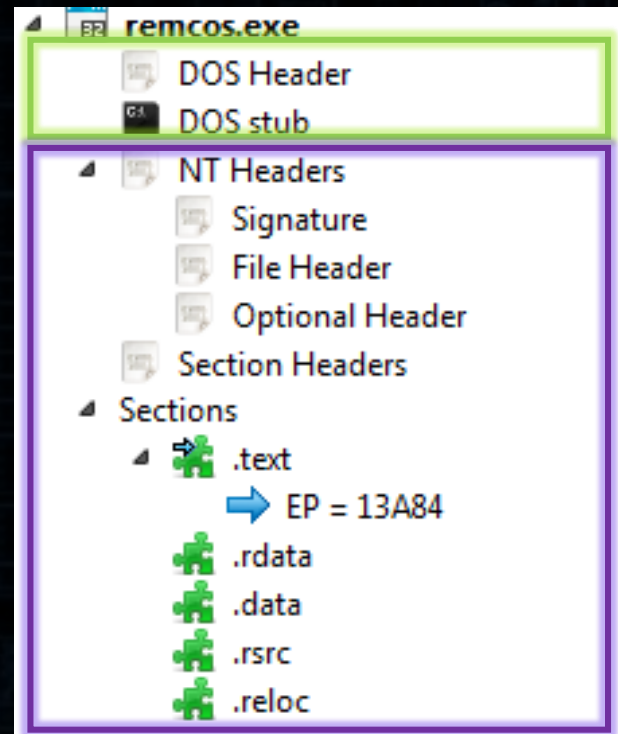 32 remcos.exe
DOS Header
C:\ DOS stub
NT Headers
Signature
File Header
Optional Header
Section Headers
Sections
.text
EP = 13A84
.rdata
.data
.rsrc
.reloc